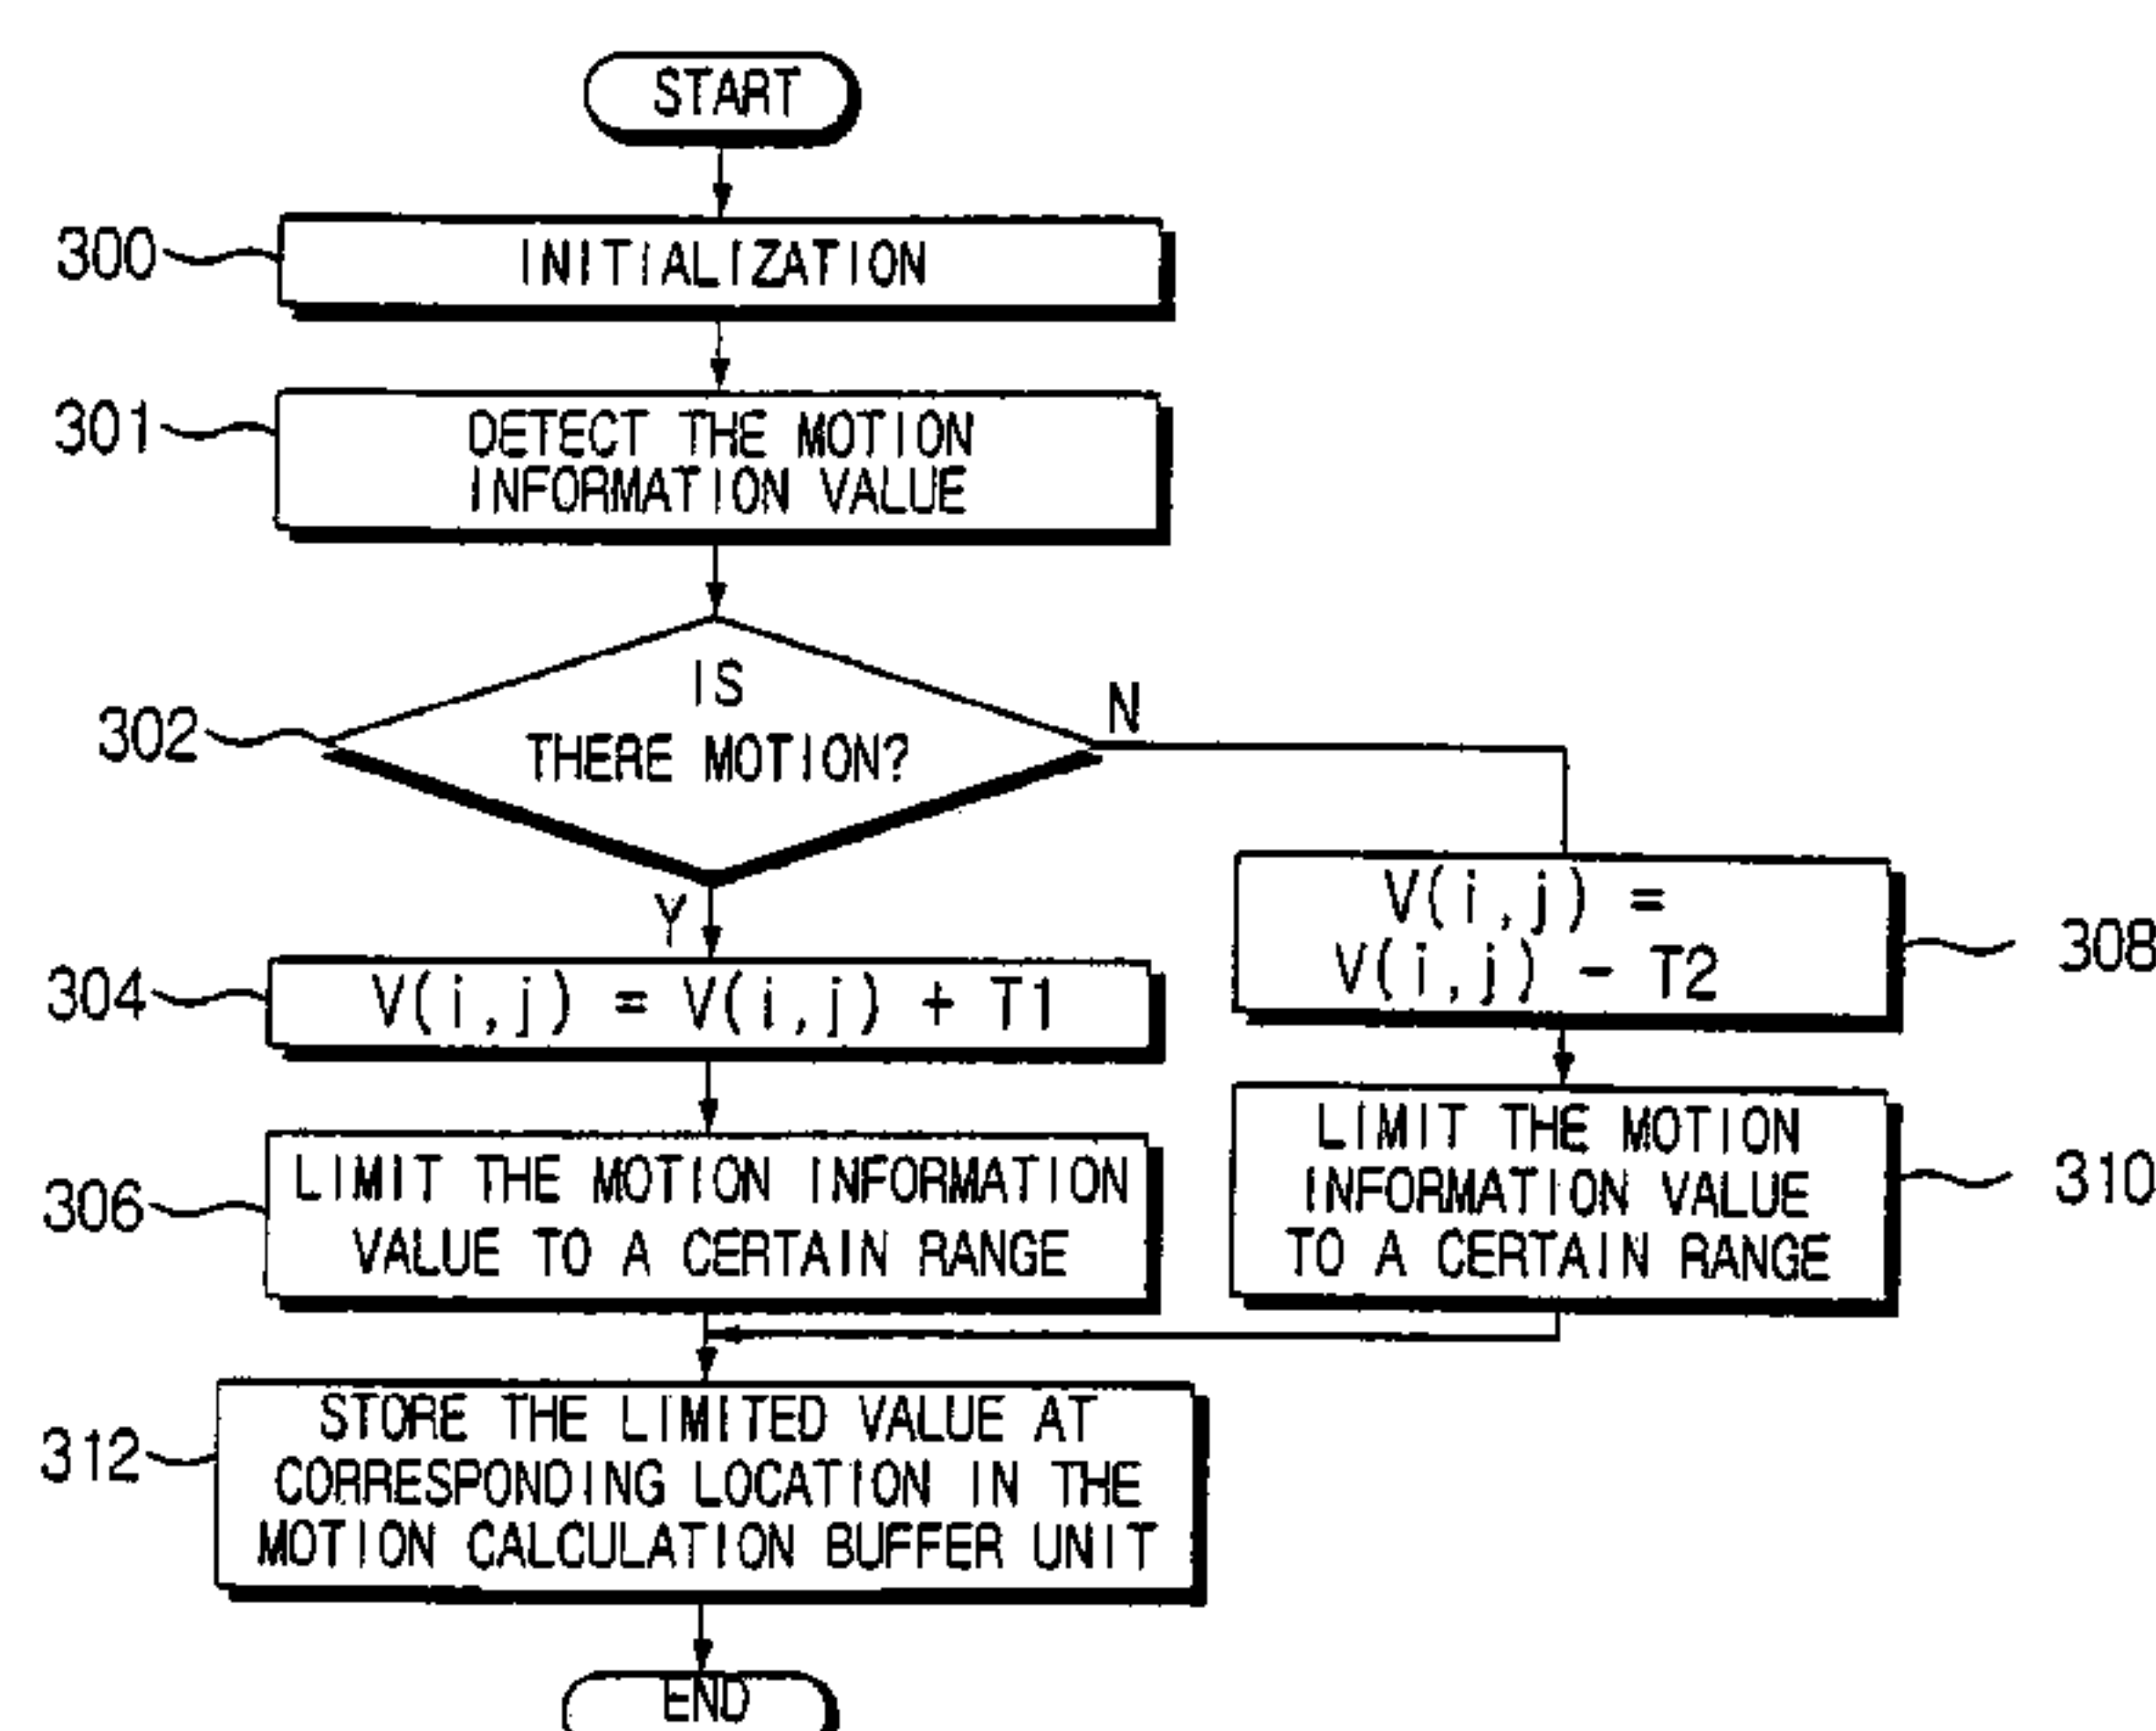 START
300
INITIALIZATION
301
DETECT THE MOTION
INFORMATION VALUE
302
IS
THERE MOTION?
N
Y
304
V(i,j) = V(i,j) + T1
V(i,j) =
V(i,j) - T2
308
306
LIMIT THE MOTION INFORMATION
VALUE TO A CERTAIN RANGE
LIMIT THE MOTION
INFORMATION VALUE
TO A CERTAIN RANGE
310
312
STORE THE LIMITED VALUE AT
CORRESPONDING LOCATION IN THE
MOTION CALCULATION BUFFER UNIT
END